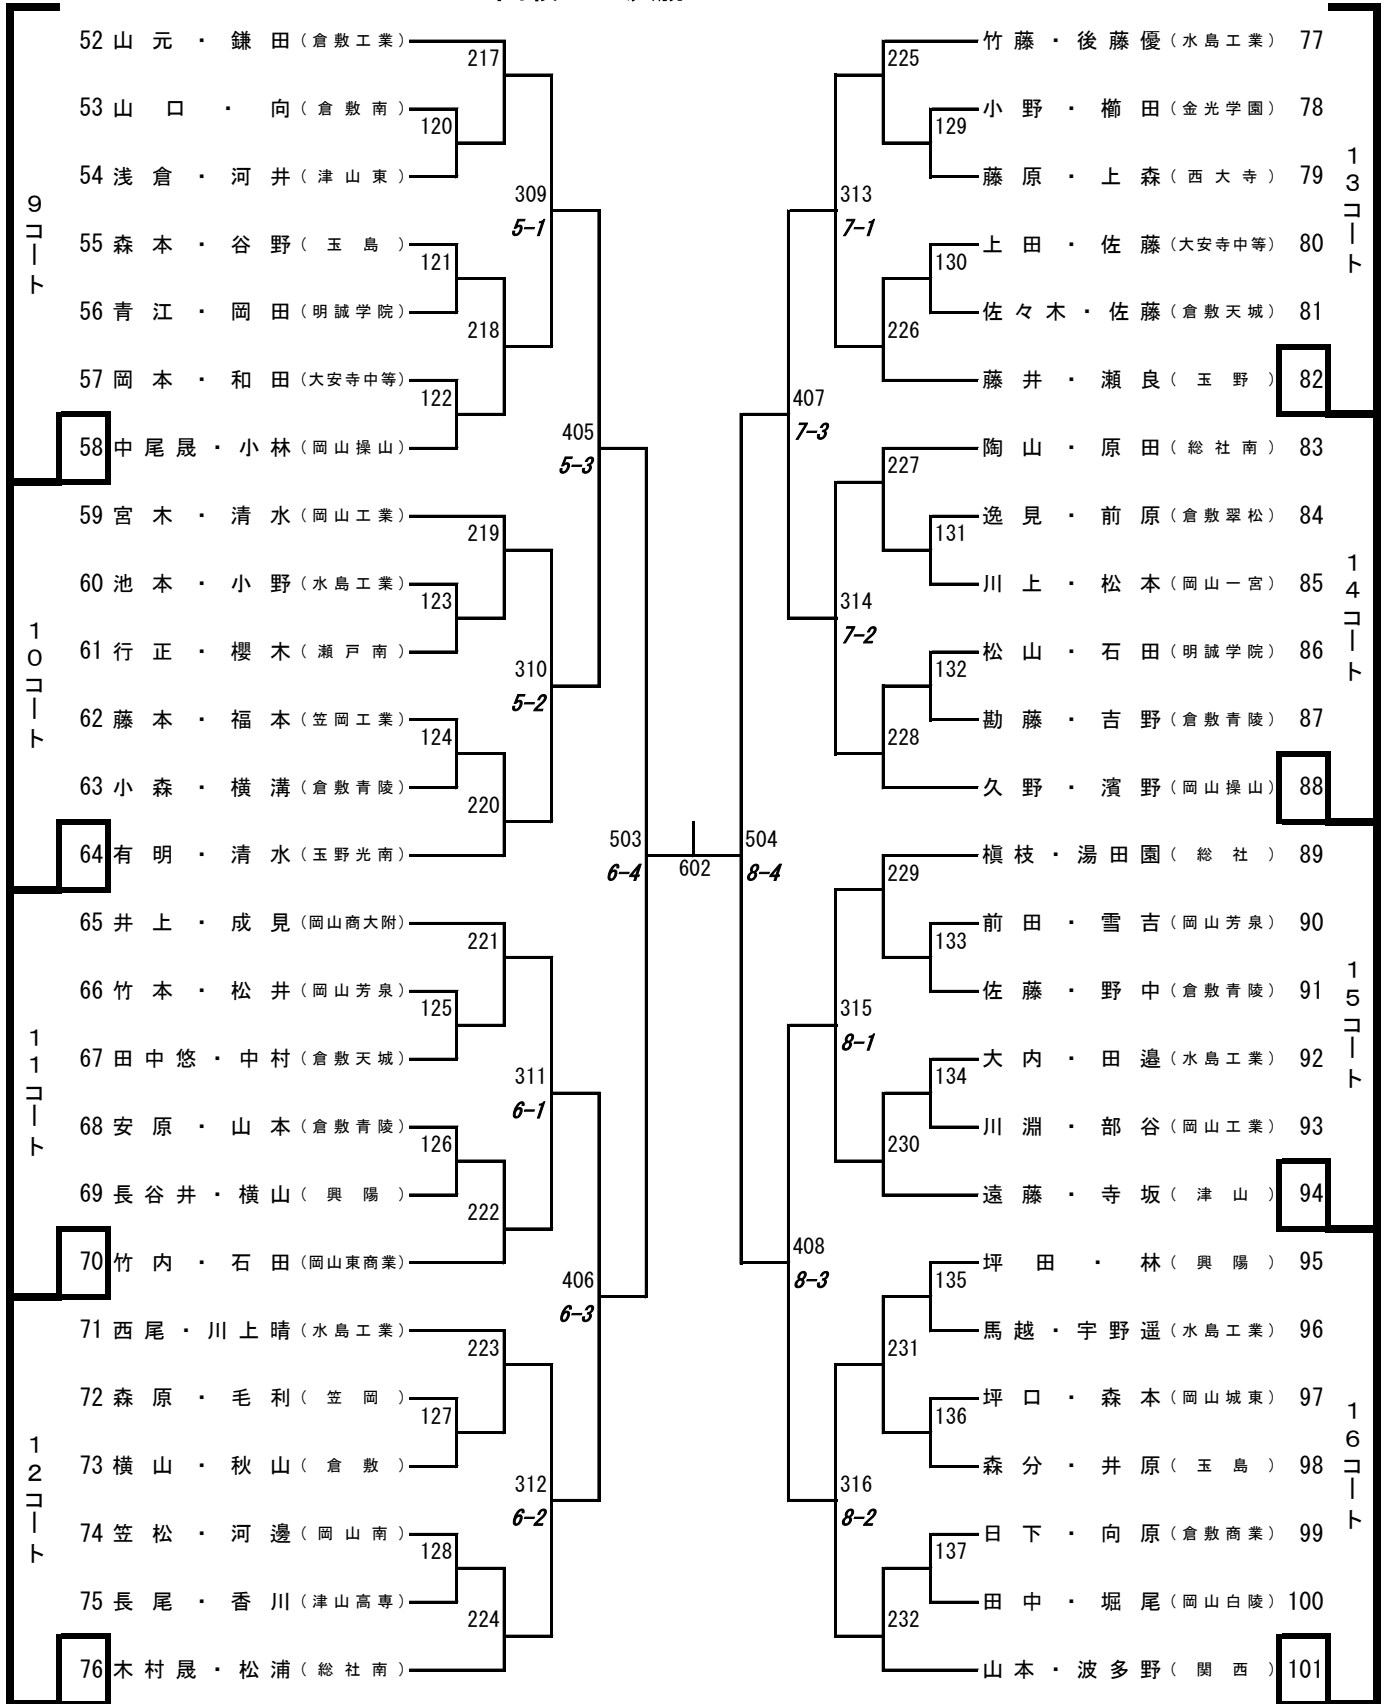 52 山元・鎌田（倉敷工業）
217
53 山口・向（倉敷南）
120
54 浅倉・河井（津山東）
309
5-1
55 森本・谷野（玉島）
121
56 青江・岡田（明誠学院）
218
57 岡本・和田（大安寺中等）
122
58 中尾晟・小林（岡山操山）
9コート
405
5-3
59 宮木・清水（岡山工業）
219
60 池本・小野（水島工業）
123
61 行正・櫻木（瀬戸南）
310
5-2
62 藤本・福本（笠岡工業）
124
63 小森・横溝（倉敷青陵）
220
64 有明・清水（玉野光南）
10コート
503
6-4
65 井上・成見（岡山商大附）
221
66 竹本・松井（岡山芳泉）
125
67 田中悠・中村（倉敷天城）
311
6-1
68 安原・山本（倉敷青陵）
126
69 長谷井・横山（興陽）
222
70 竹内・石田（岡山東商業）
11コート
406
6-3
71 西尾・川上晴（水島工業）
223
72 森原・毛利（笠岡）
127
73 横山・秋山（倉敷）
312
6-2
74 笠松・河邊（岡山南）
128
75 長尾・香川（津山高専）
224
76 木村晟・松浦（総社南）
12コート
602
竹藤・後藤優（水島工業） 77
225
小野・櫛田（金光学園） 78
129
藤原・上森（西大寺） 79
313
7-1
上田・佐藤（大安寺中等） 80
130
佐々木・佐藤（倉敷天城） 81
226
藤井・瀬良（玉野） 82
13コート
407
7-3
陶山・原田（総社南） 83
227
逸見・前原（倉敷翠松） 84
131
川上・松本（岡山一宮） 85
314
7-2
松山・石田（明誠学院） 86
132
勘藤・吉野（倉敷青陵） 87
228
久野・濱野（岡山操山） 88
14コート
504
8-4
槇枝・湯田園（総社） 89
229
前田・雪吉（岡山芳泉） 90
133
佐藤・野中（倉敷青陵） 91
315
8-1
大内・田邉（水島工業） 92
134
川淵・部谷（岡山工業） 93
230
遠藤・寺坂（津山） 94
15コート
408
8-3
坪田・林（興陽） 95
135
馬越・宇野遥（水島工業） 96
231
坪口・森本（岡山城東） 97
136
森分・井原（玉島） 98
316
8-2
日下・向原（倉敷商業） 99
137
田中・堀尾（岡山白陵） 100
232
山本・波多野（関西） 101
16コート